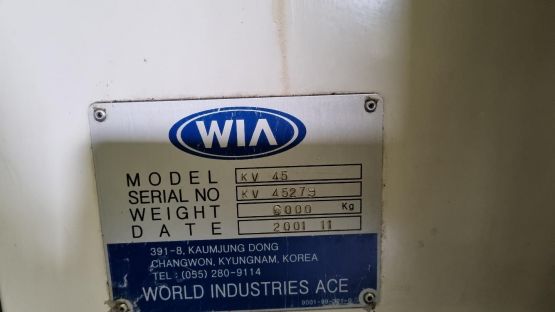 WIA
MODEL KV 45
SERIAL NO KV 45279
WEIGHT 6000 Kg
DATE 2001 11
391-8, KAUMJUNG DONG
CHANGWON, KYUNGNAM, KOREA
TEL : (055) 280-9114
WORLD INDUSTRIES ACE